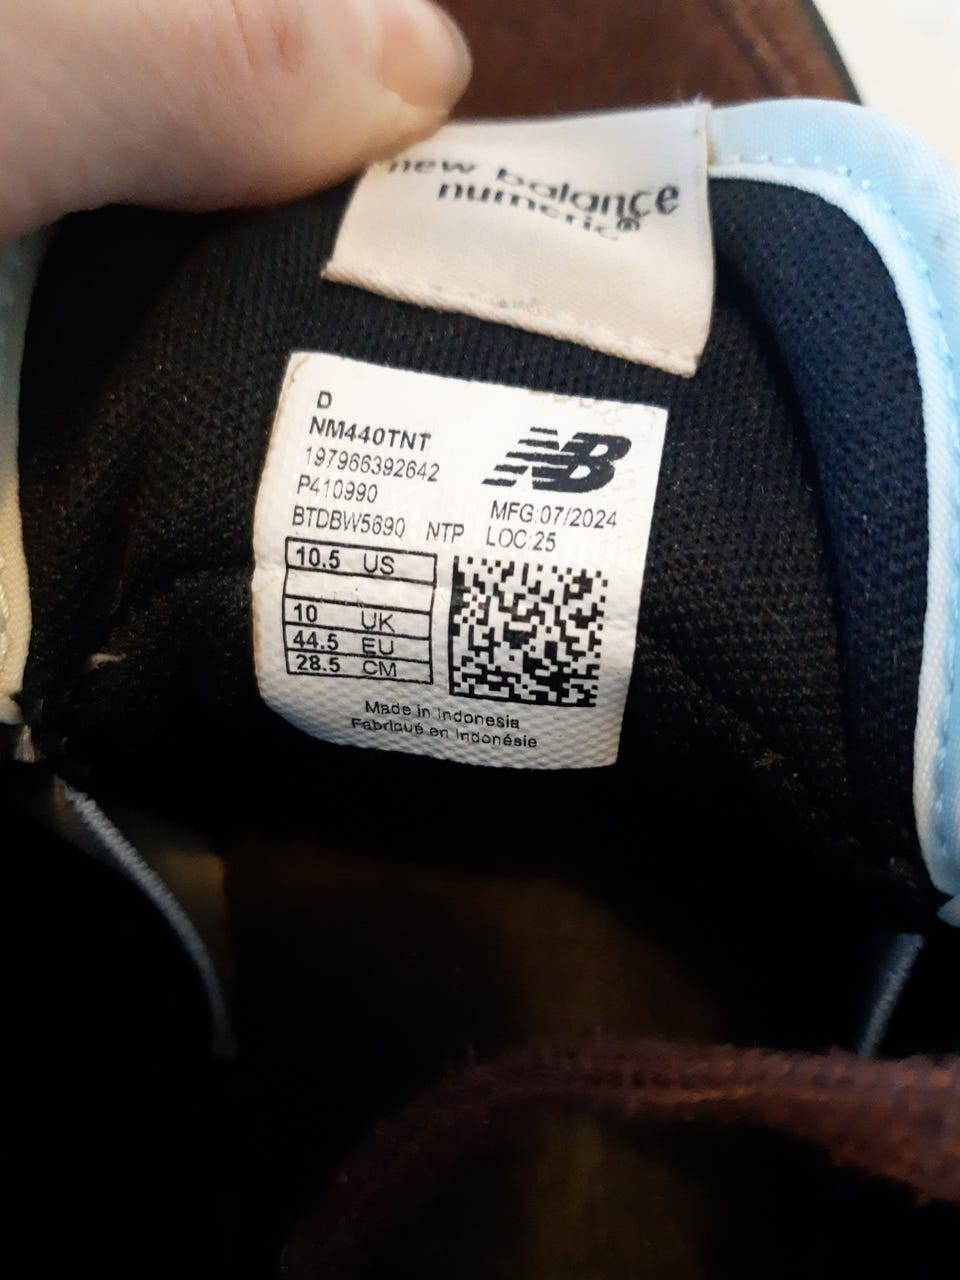 new balance
numeric®
D
NM440TNT
197966392642
P410990
BTDBW5690 NTP
NB
MFG:07/2024
LOC:25
10.5 US
10 UK
44.5 EU
28.5 CM
Made in Indonesia
Fabriqué en Indonésie